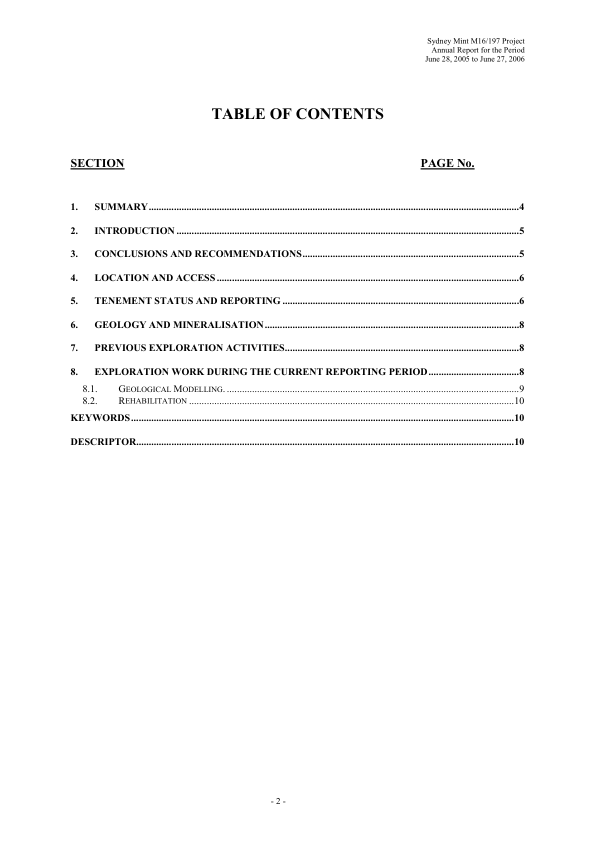 Sydney Mint M16/197 Project
Annual Report for the Period
June 28, 2005 to June 27, 2006
TABLE OF CONTENTS
SECTION PAGE No.
1. SUMMARY...4
2. INTRODUCTION...5
3. CONCLUSIONS AND RECOMMENDATIONS...5
4. LOCATION AND ACCESS...6
5. TENEMENT STATUS AND REPORTING...6
6. GEOLOGY AND MINERALISATION...8
7. PREVIOUS EXPLORATION ACTIVITIES...8
8. EXPLORATION WORK DURING THE CURRENT REPORTING PERIOD...8
8.1. GEOLOGICAL MODELLING....9
8.2. REHABILITATION...10
KEYWORDS...10
DESCRIPTOR...10
- 2 -